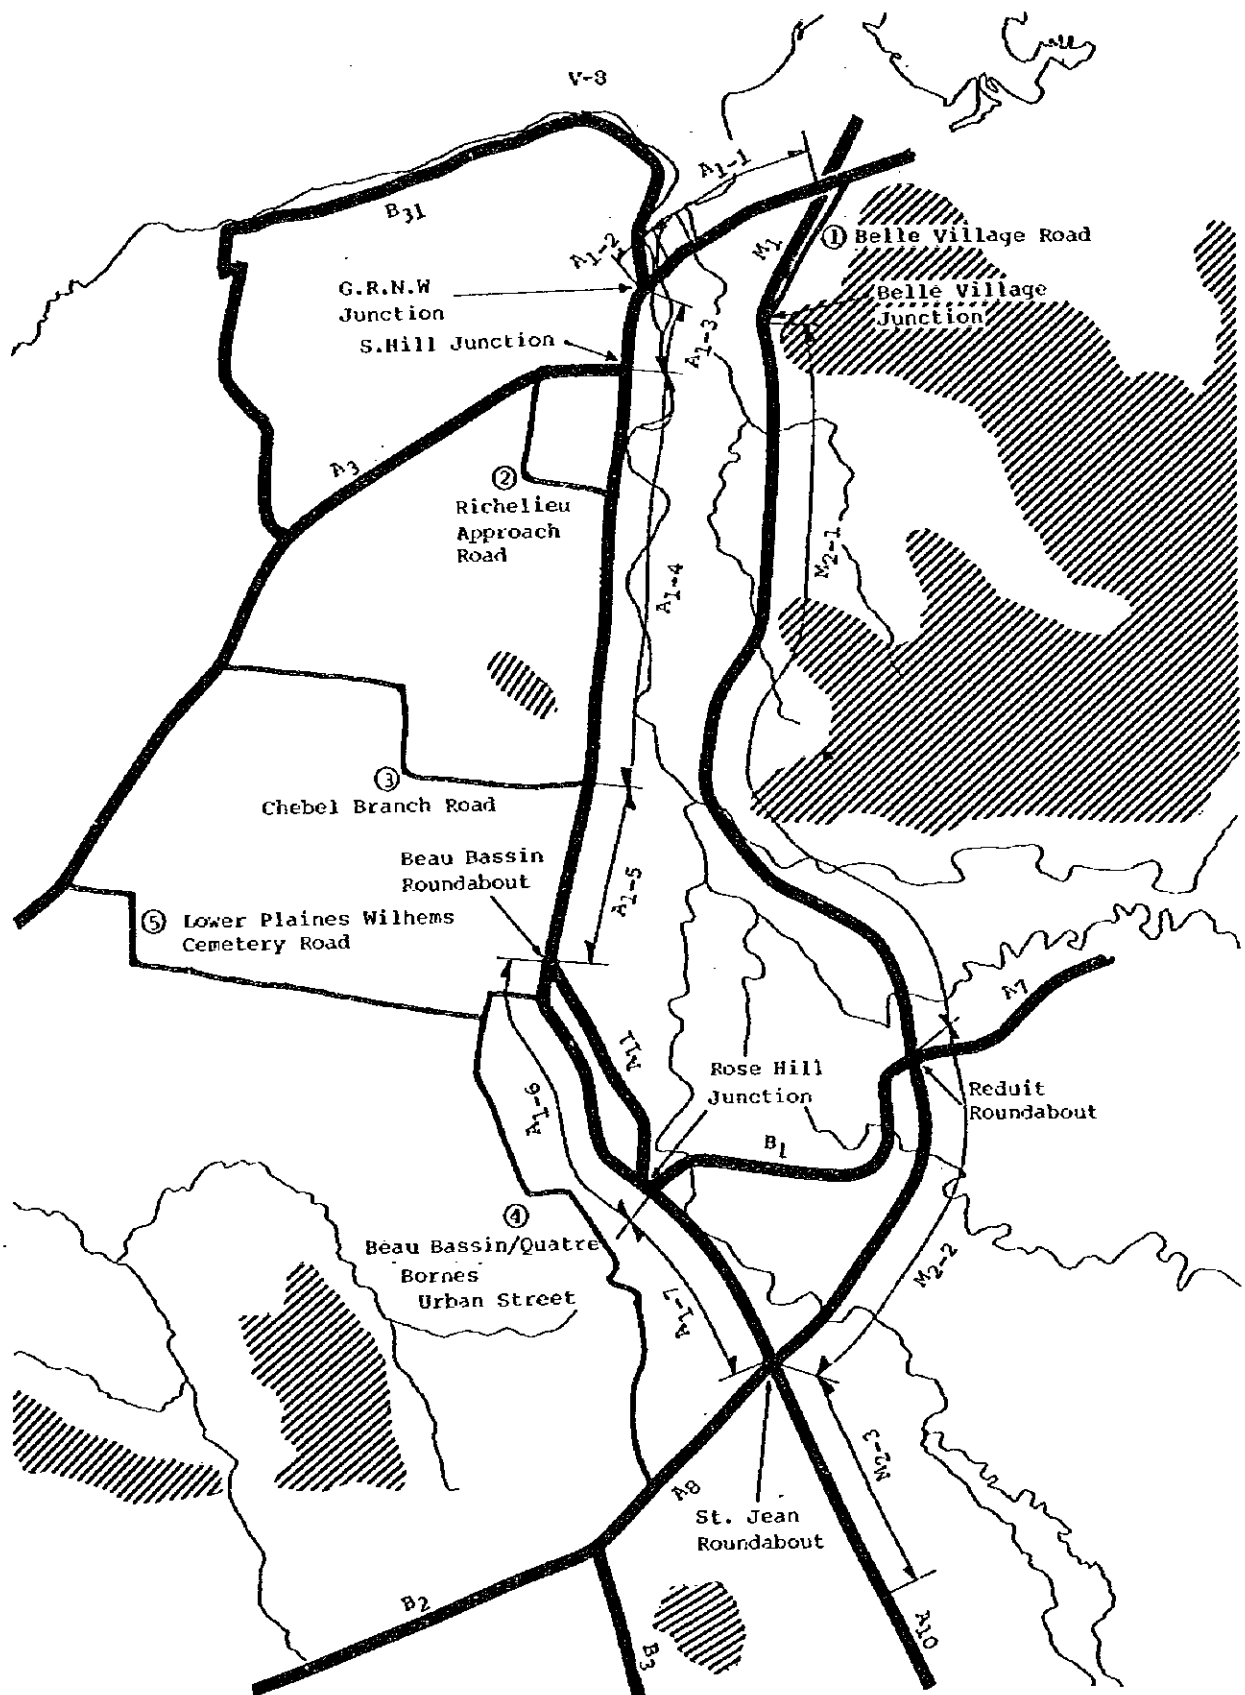 V-8
A1-1
B31
A1-2
M1
① Belle Village Road
G.R.N.W
Junction
Belle Village
Junction
S.Hill Junction
A1-3
A3
②
Richelieu
Approach
Road
M2-1
A1-4
③
Chebel Branch Road
Beau Bassin
Roundabout
A1-5
⑤ Lower Plaines Wilhems
Cemetery Road
A7
A11
Rose Hill
Junction
Reduit
Roundabout
A1-6
B1
④
Beau Bassin/Quatre
Bornes
Urban Street
M2-2
A1-7
M2-3
A8
St. Jean
Roundabout
B2
A10
B3